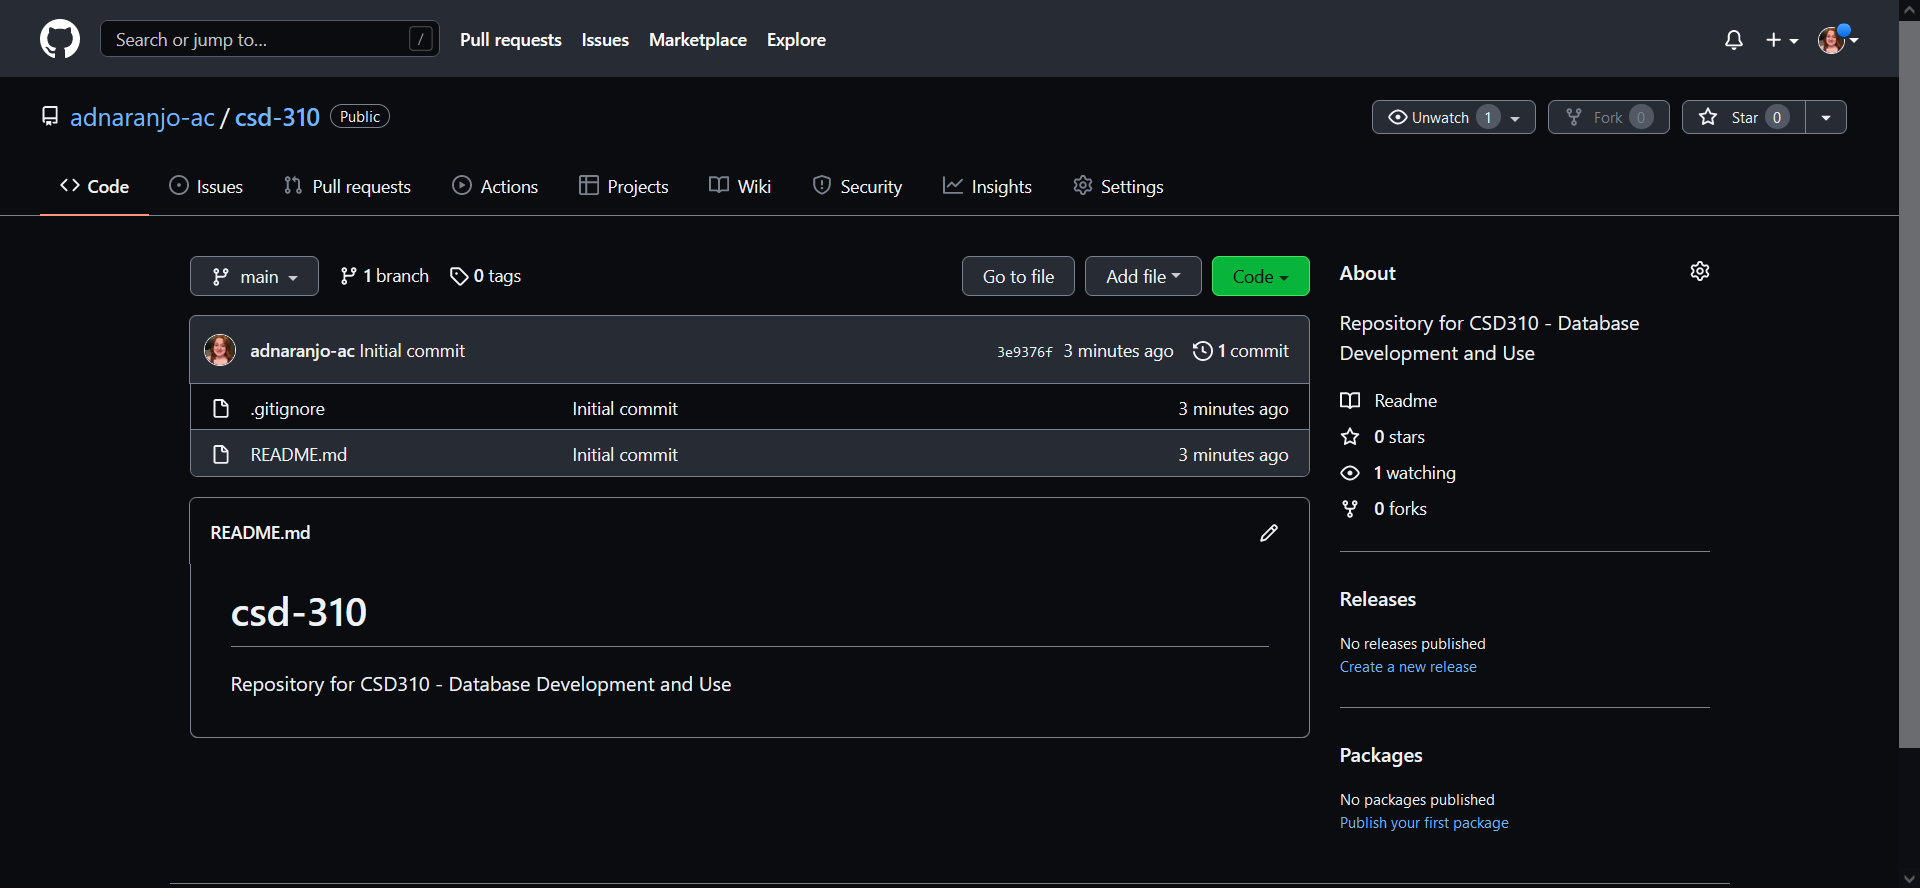 Search or jump to... /
Pull requests Issues Marketplace Explore
adnaranjo-ac / csd-310 Public
Unwatch 1 Fork 0 Star 0
Code Issues Pull requests Actions Projects Wiki Security Insights Settings
main 1 branch 0 tags Go to file Add file Code
adnaranjo-ac Initial commit 3e9376f 3 minutes ago 1 commit
.gitignore Initial commit 3 minutes ago
README.md Initial commit 3 minutes ago
README.md
csd-310
Repository for CSD310 - Database Development and Use
About
Repository for CSD310 - Database
Development and Use
Readme
0 stars
1 watching
0 forks
Releases
No releases published
Create a new release
Packages
No packages published
Publish your first package